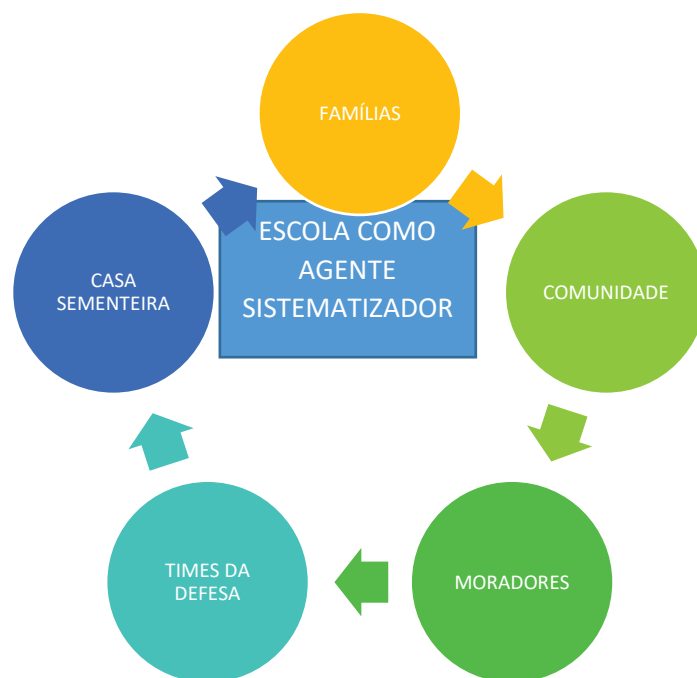 FAMÍLIAS
ESCOLA COMO
AGENTE
SISTEMATIZADOR
CASA
SEMENTEIRA
COMUNIDADE
TIMES DA
DEFESA
MORADORES